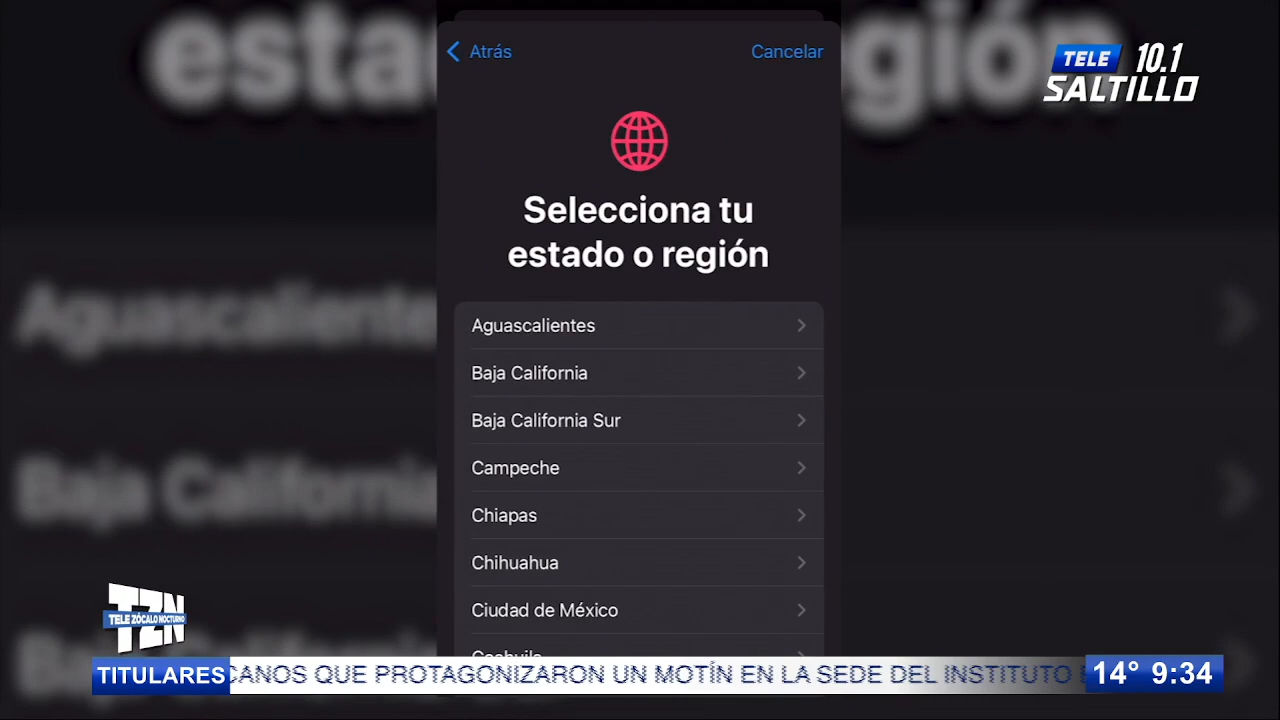 Atrás
Cancelar
TELE 10.1
SALTILLO
Selecciona tu
estado o región
Aguascalientes
Baja California
Baja California Sur
Campeche
Chiapas
Chihuahua
Ciudad de México
Coahuila
TZN
TELE ZÓCALO NOCTURNO
TITULARES
CANOS QUE PROTAGONIZARON UN MOTÍN EN LA SEDE DEL INSTITUTO
14° 9:34